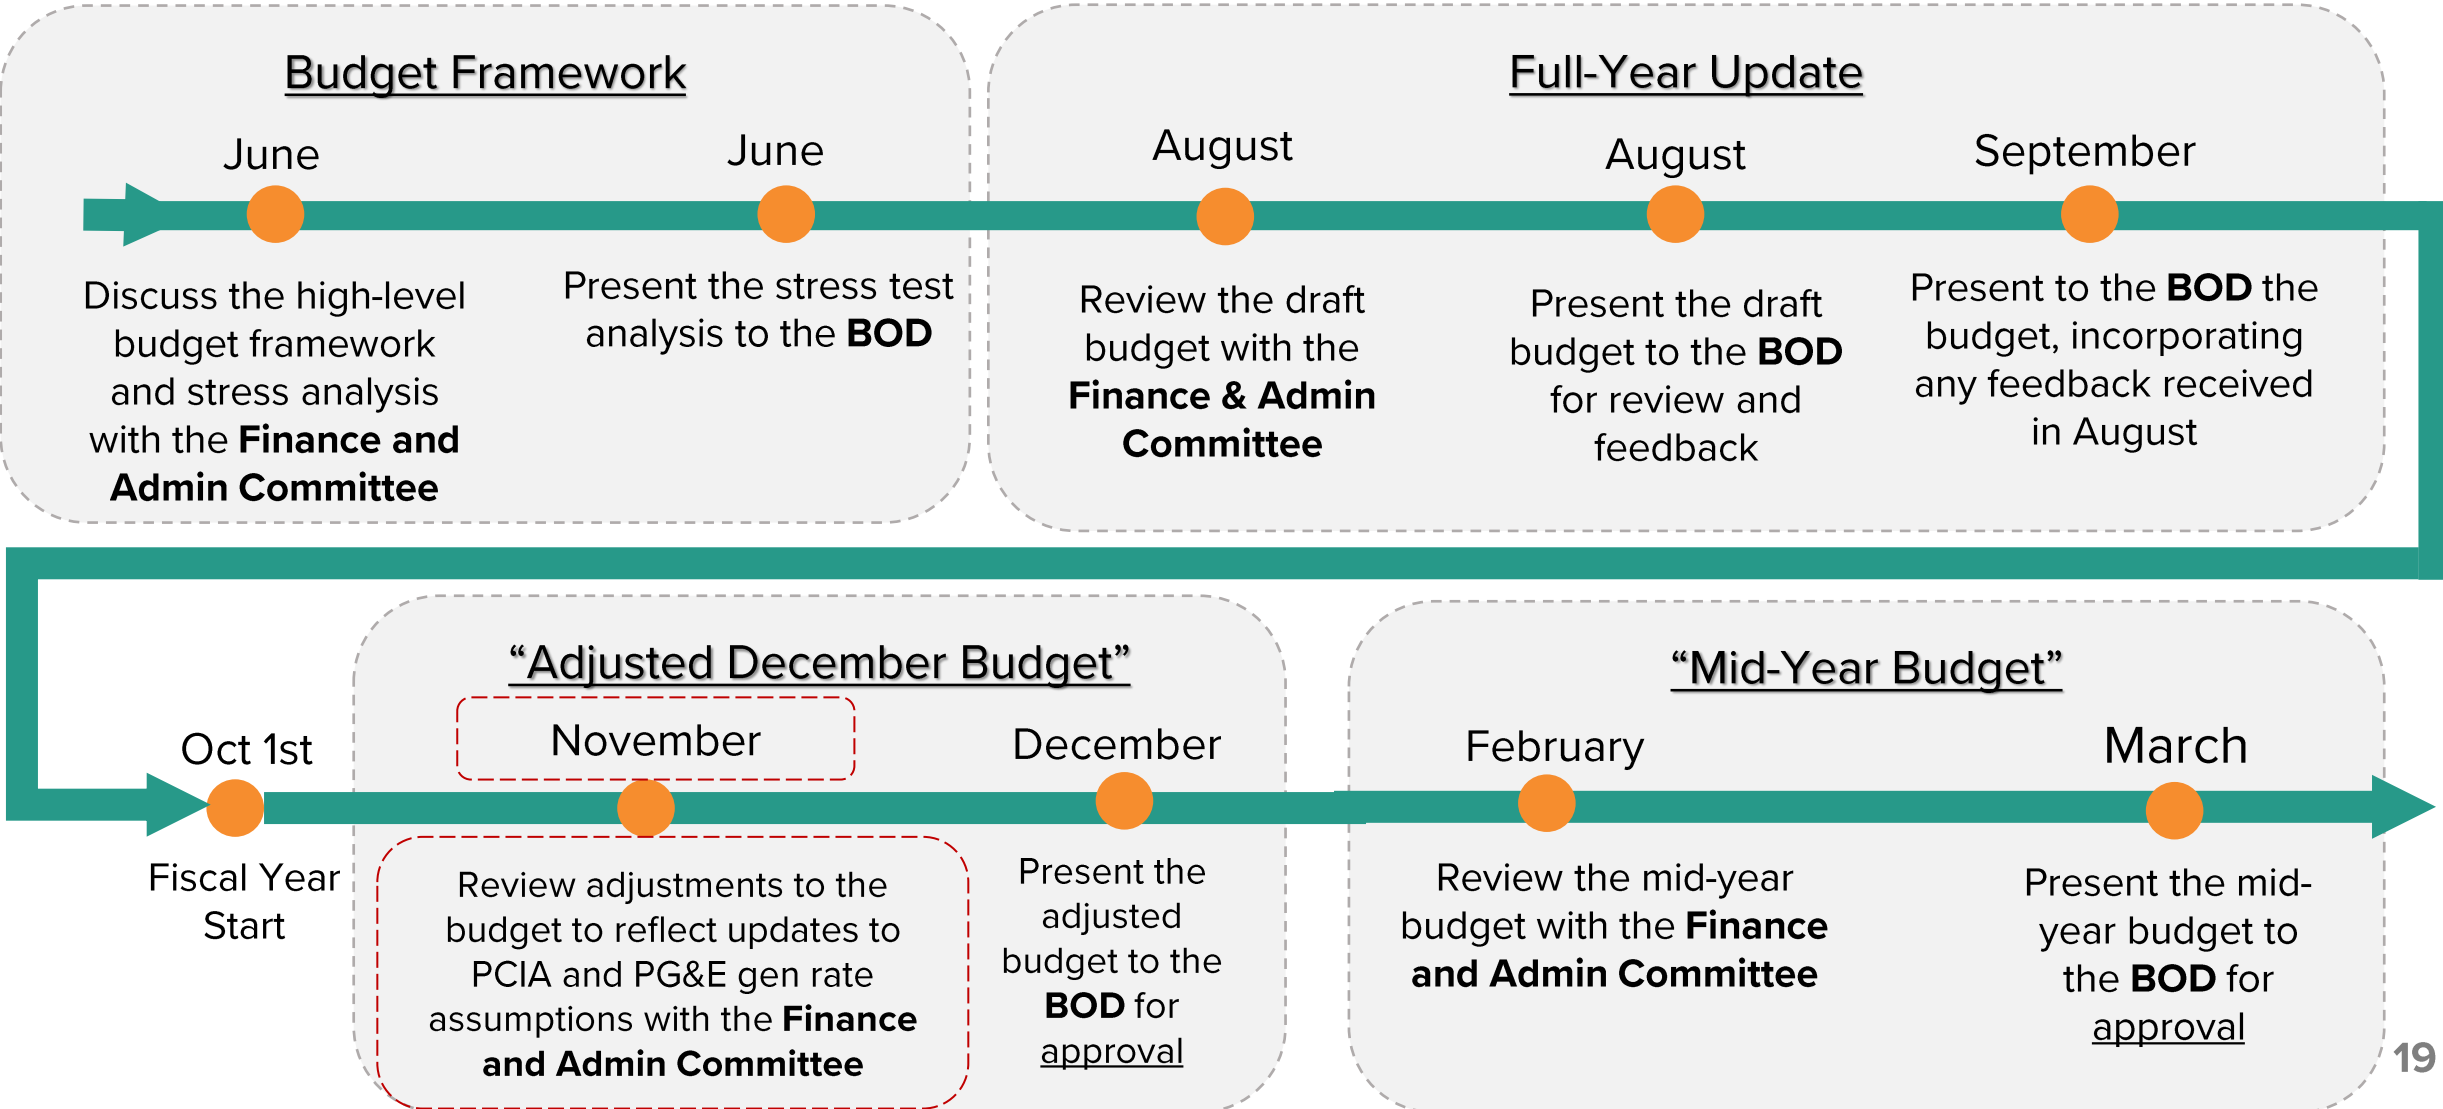 Budget Framework
June
Discuss the high-level
budget framework
and stress analysis
with the Finance and
Admin Committee
June
Present the stress test
analysis to the BOD
Full-Year Update
August
Review the draft
budget with the
Finance & Admin
Committee
August
Present the draft
budget to the BOD
for review and
feedback
September
Present to the BOD the
budget, incorporating
any feedback received
in August
Oct 1st
Fiscal Year
Start
“Adjusted December Budget”
November
Review adjustments to the
budget to reflect updates to
PCIA and PG&E gen rate
assumptions with the Finance
and Admin Committee
December
Present the
adjusted
budget to the
BOD for
approval
“Mid-Year Budget”
February
Review the mid-year
budget with the Finance
and Admin Committee
March
Present the mid-
year budget to
the BOD for
approval
19